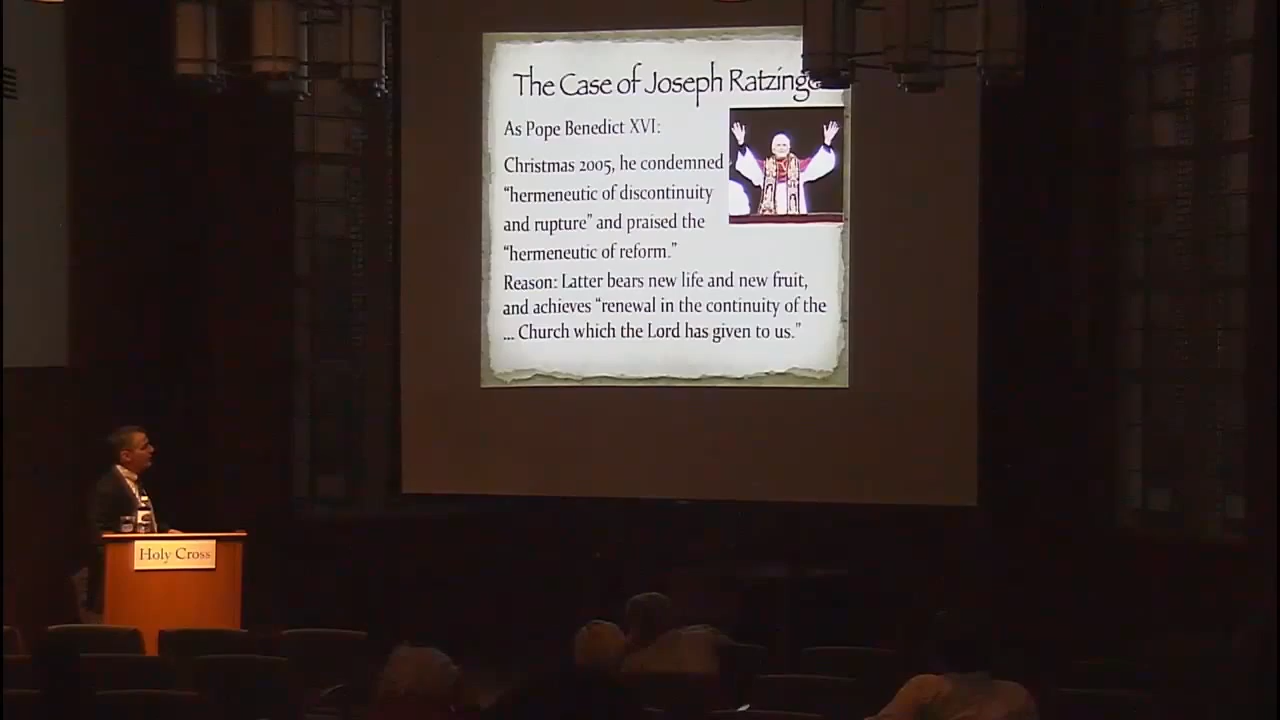 The Case of Joseph Ratzinge
As Pope Benedict XVI:
Christmas 2005, he condemned
“hermeneutic of discontinuity
and rupture” and praised the
“hermeneutic of reform.”
Reason: Latter bears new life and new fruit,
and achieves “renewal in the continuity of the
... Church which the Lord has given to us.”
Holy Cross